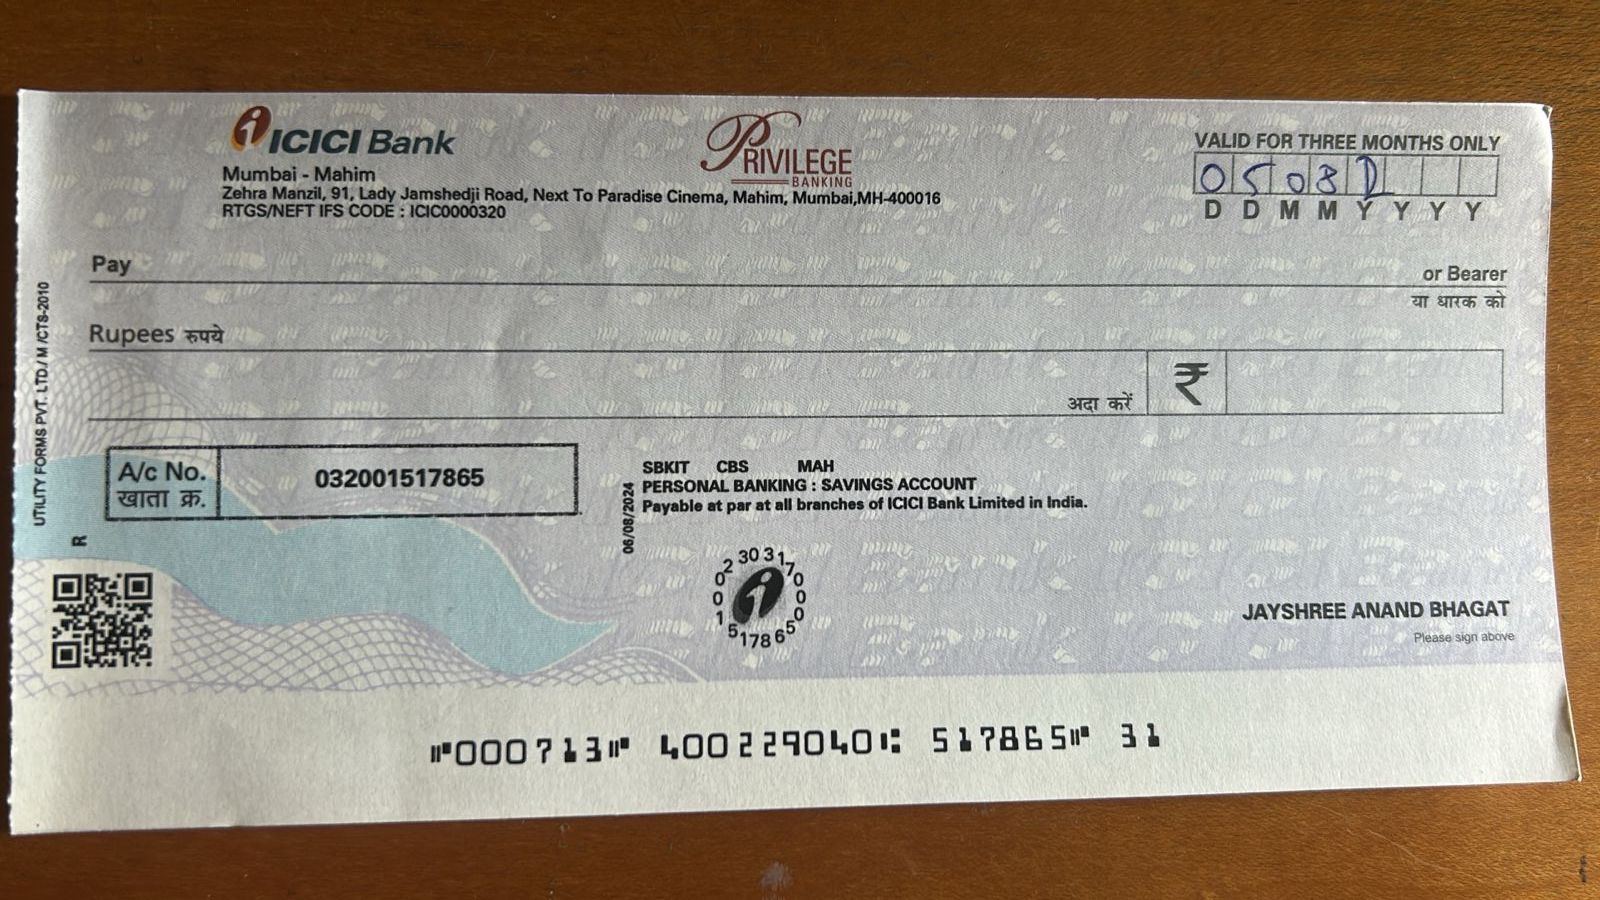 ICICI Bank
PRIVILEGE
BANKING
VALID FOR THREE MONTHS ONLY
0 5 0 8
D D M M Y Y Y Y
Mumbai - Mahim
Zehra Manzil, 91, Lady Jamshedji Road, Next To Paradise Cinema, Mahim, Mumbai,MH-400016
RTGS/NEFT IFS CODE : ICIC0000320
Pay
or Bearer
या धारक को
Rupees रुपये
अदा करें
₹
UTILITY FORMS PVT. LTD./ M /CTS-2010
R
A/c No.
खाता क्र.
032001517865
06/08/2024
SBKIT CBS MAH
PERSONAL BANKING : SAVINGS ACCOUNT
Payable at par at all branches of ICICI Bank Limited in India.
JAYSHREE ANAND BHAGAT
Please sign above
⑈000713⑈ 400229040⑆ 517865⑈ 31